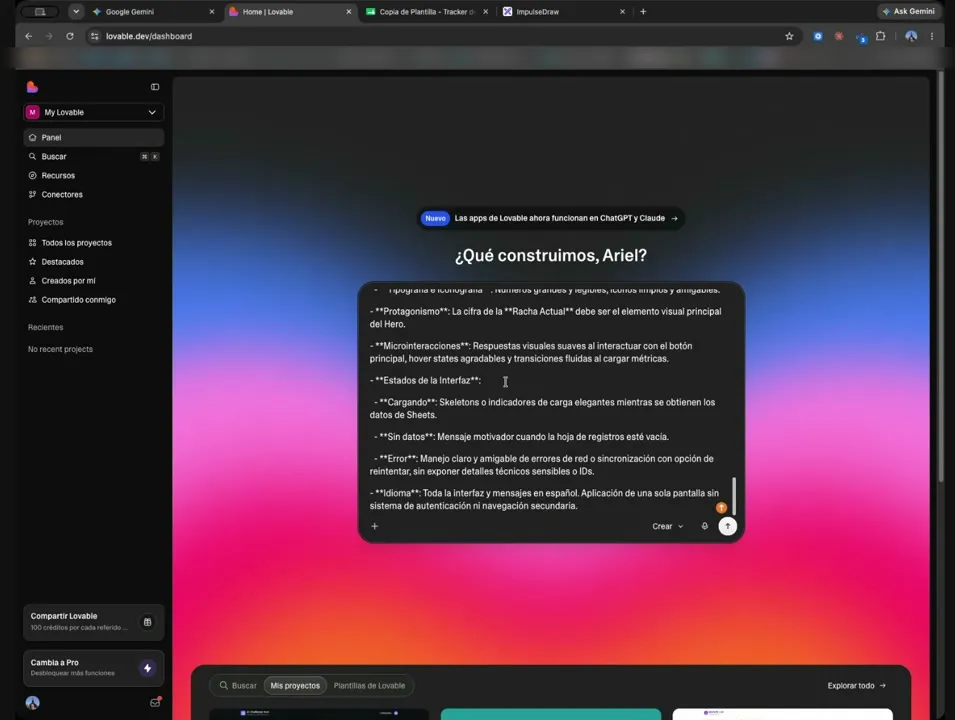 Google Gemini
Home | Lovable
Copia de Plantilla - Tracker d
ImpulseDraw
Ask Gemini
lovable.dev/dashboard
3
M My Lovable
Panel
Buscar
⌘ K
Recursos
Conectores
Proyectos
Todos los proyectos
Destacados
Creados por mí
Compartido conmigo
Recientes
No recent projects
Compartir Lovable
100 créditos por cada referido ...
Cambia a Pro
Desbloquear más funciones
Nuevo Las apps de Lovable ahora funcionan en ChatGPT y Claude →
¿Qué construimos, Ariel?
- **Tipografía e Iconografía**: Números grandes y legibles, íconos limpios y amigables.
- **Protagonismo**: La cifra de la **Racha Actual** debe ser el elemento visual principal
del Hero.
- **Microinteracciones**: Respuestas visuales suaves al interactuar con el botón
principal, hover states agradables y transiciones fluidas al cargar métricas.
- **Estados de la Interfaz**:
- **Cargando**: Skeletons o indicadores de carga elegantes mientras se obtienen los
datos de Sheets.
- **Sin datos**: Mensaje motivador cuando la hoja de registros esté vacía.
- **Error**: Manejo claro y amigable de errores de red o sincronización con opción de
reintentar, sin exponer detalles técnicos sensibles o IDs.
- **Idioma**: Toda la interfaz y mensajes en español. Aplicación de una sola pantalla sin
sistema de autenticación ni navegación secundaria.
Crear
Buscar
Mis proyectos
Plantillas de Lovable
Explorar todo →